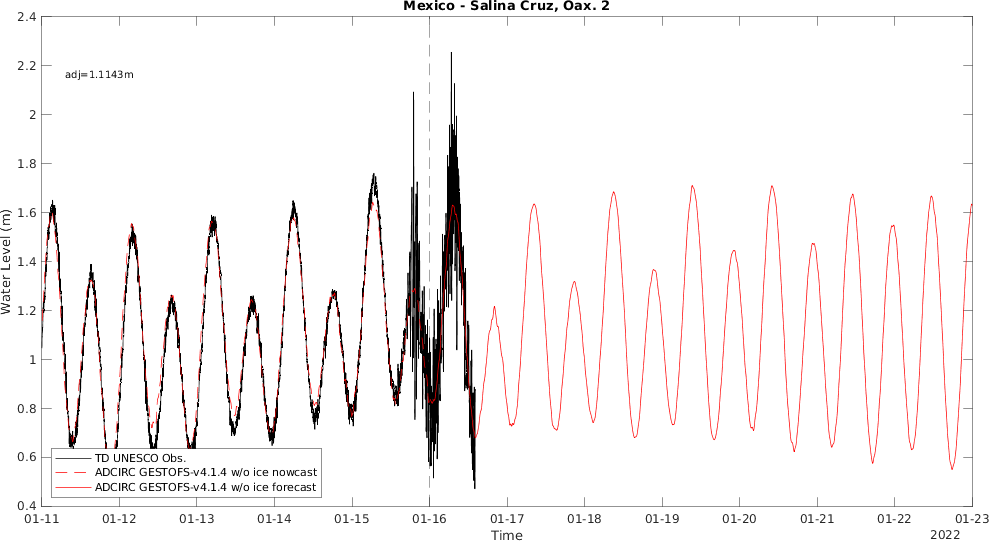 Mexico - Salina Cruz, Oax. 2
adj=1.1143m
Water Level (m)
2.4
2.2
2
1.8
1.6
1.4
1.2
1
0.8
0.6
0.4
TD UNESCO Obs.
ADCIRC GESTOFS-v4.1.4 w/o ice nowcast
ADCIRC GESTOFS-v4.1.4 w/o ice forecast
01-11 01-12 01-13 01-14 01-15 01-16 01-17 01-18 01-19 01-20 01-21 01-22 01-23
Time
2022